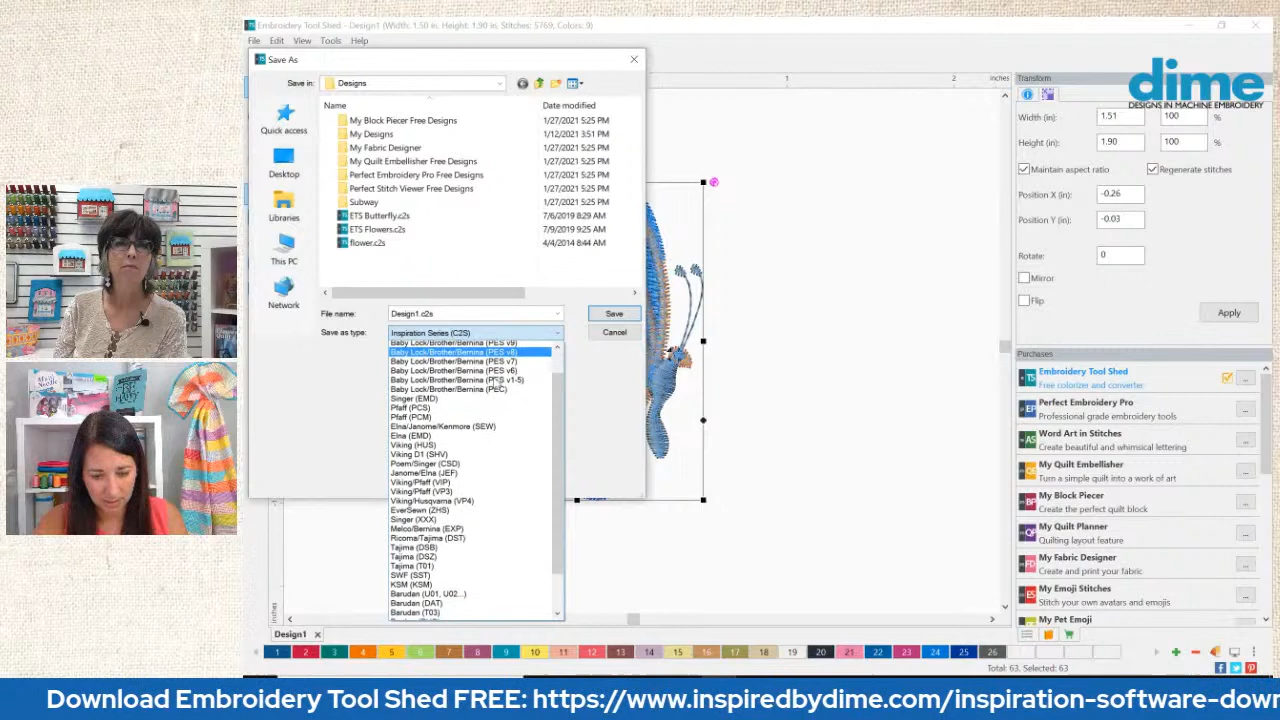 Embroidery Tool Shed - Design1 (Width: 1.50 in. Height: 1.90 in. Stitches: 5769, Colors: 9)
File Edit View Tools Help
Save As
Save in:
Designs
Name
Date modified
Quick access
Desktop
Libraries
This PC
Network
My Block Piecer Free Designs 1/27/2021 5:25 PM
My Designs 1/12/2021 3:51 PM
My Fabric Designer 1/27/2021 5:25 PM
My Quilt Embellisher Free Designs 1/27/2021 5:25 PM
Perfect Embroidery Pro Free Designs 1/27/2021 5:25 PM
Perfect Stitch Viewer Free Designs 1/27/2021 5:25 PM
Subway 1/27/2021 5:25 PM
ETS Butterfly.c2s 7/6/2019 8:29 AM
ETS Flowers.c2s 7/9/2019 9:25 AM
flower.c2s 4/4/2014 8:44 AM
File name: Design1.c2s Save
Save as type: Inspiration Series (C2S) Cancel
Baby Lock/Brother/Bernina (PES v9)
Baby Lock/Brother/Bernina (PES v8)
Baby Lock/Brother/Bernina (PES v7)
Baby Lock/Brother/Bernina (PES v6)
Baby Lock/Brother/Bernina (PES v1-5)
Baby Lock/Brother/Bernina (PEC)
Singer (EMD)
Pfaff (PCS)
Pfaff (PCM)
Elna/Janome/Kenmore (SEW)
Elna (EMD)
Viking (HUS)
Viking D1 (SHV)
Poem/Singer (CSD)
Janome/Elna (JEF)
Viking/Pfaff (VIP)
Viking/Pfaff (VP3)
Viking/Husqvarna (VP4)
EverSewn (ZHS)
Singer (XXX)
Melco/Bernina (EXP)
Ricoma/Tajima (DST)
Tajima (DSB)
Tajima (DSZ)
Tajima (T01)
SWF (SST)
KSM (KSM)
Barudan (U01, U02...)
Barudan (DAT)
Barudan (T03)
1
2
inches
Transform
dime
DESIGNS IN MACHINE EMBROIDERY
Width (in): 1.51 100 %
Height (in): 1.90 100 %
Maintain aspect ratio
Regenerate stitches
Position X (in): -0.26
Position Y (in): -0.03
Rotate: 0
Mirror
Flip
Apply
Purchases
TS Embroidery Tool Shed
Free colorizer and converter
EP Perfect Embroidery Pro
Professional grade embroidery tools
AS Word Art in Stitches
Create beautiful and whimsical lettering
My Quilt Embellisher
Turn a simple quilt into a work of art
BP My Block Piecer
Create the perfect quilt block
My Quilt Planner
Quilting layout feature
FD My Fabric Designer
Create and print your fabric
My Emoji Stitches
Stitch your own avatars and emojis
My Pet Emoji
Design1
inches
1 2 3 4 5 6 7 8 9 10 11 12 13 14 15 16 17 18 19 20 21 22 23 24 25 26
Total: 63. Selected: 63
Download Embroidery Tool Shed FREE: https://www.inspiredbydime.com/inspiration-software-dow